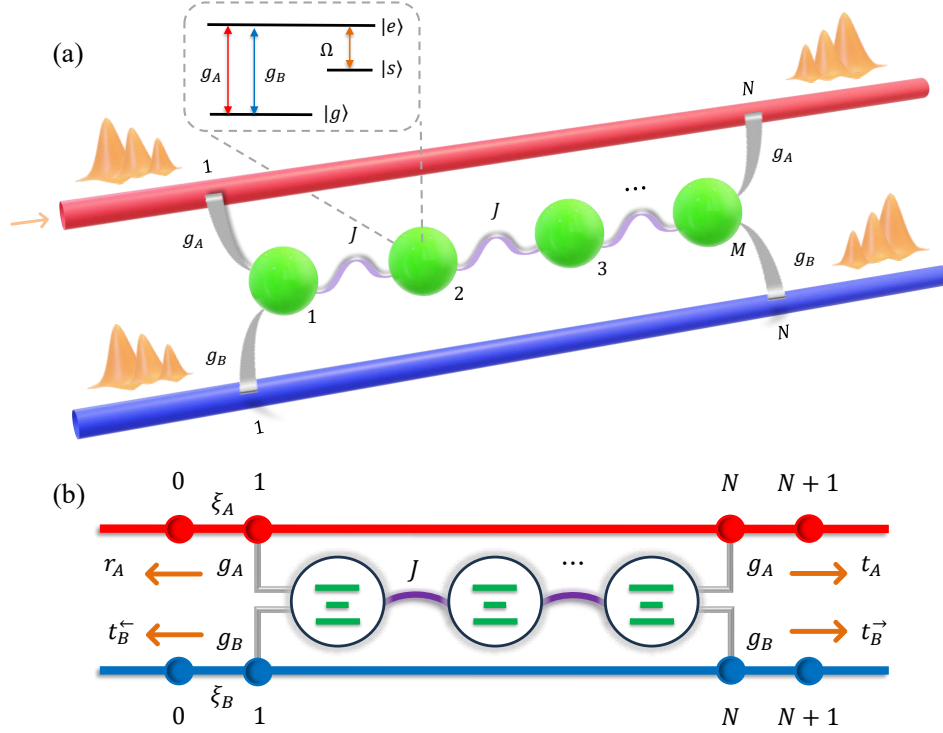 (a)
|e⟩
Ω
g_A
g_B
|s⟩
|g⟩
N
1
g_A
...
g_A
J
J
M
g_B
1
2
3
g_B
N
1
(b)
0
1
N
N + 1
ξ_A
r_A
g_A
J
...
g_A
t_A
t_B^←
g_B
g_B
t_B^→
ξ_B
0
1
N
N + 1